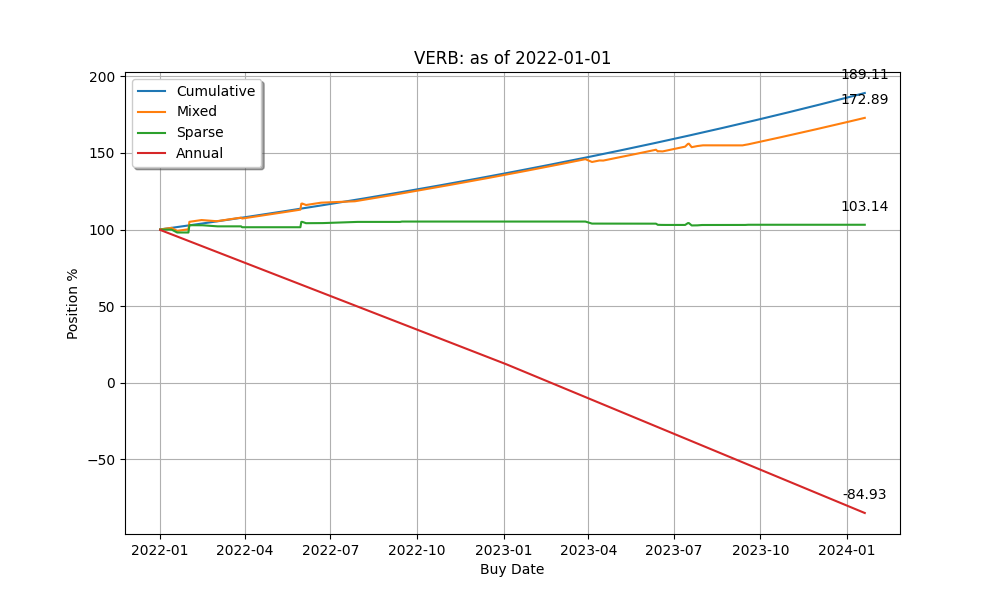 VERB: as of 2022-01-01
Cumulative
Mixed
Sparse
Annual
189.11
172.89
103.14
-84.93
200
150
100
50
0
−50
Position %
2022-01 2022-04 2022-07 2022-10 2023-01 2023-04 2023-07 2023-10 2024-01
Buy Date